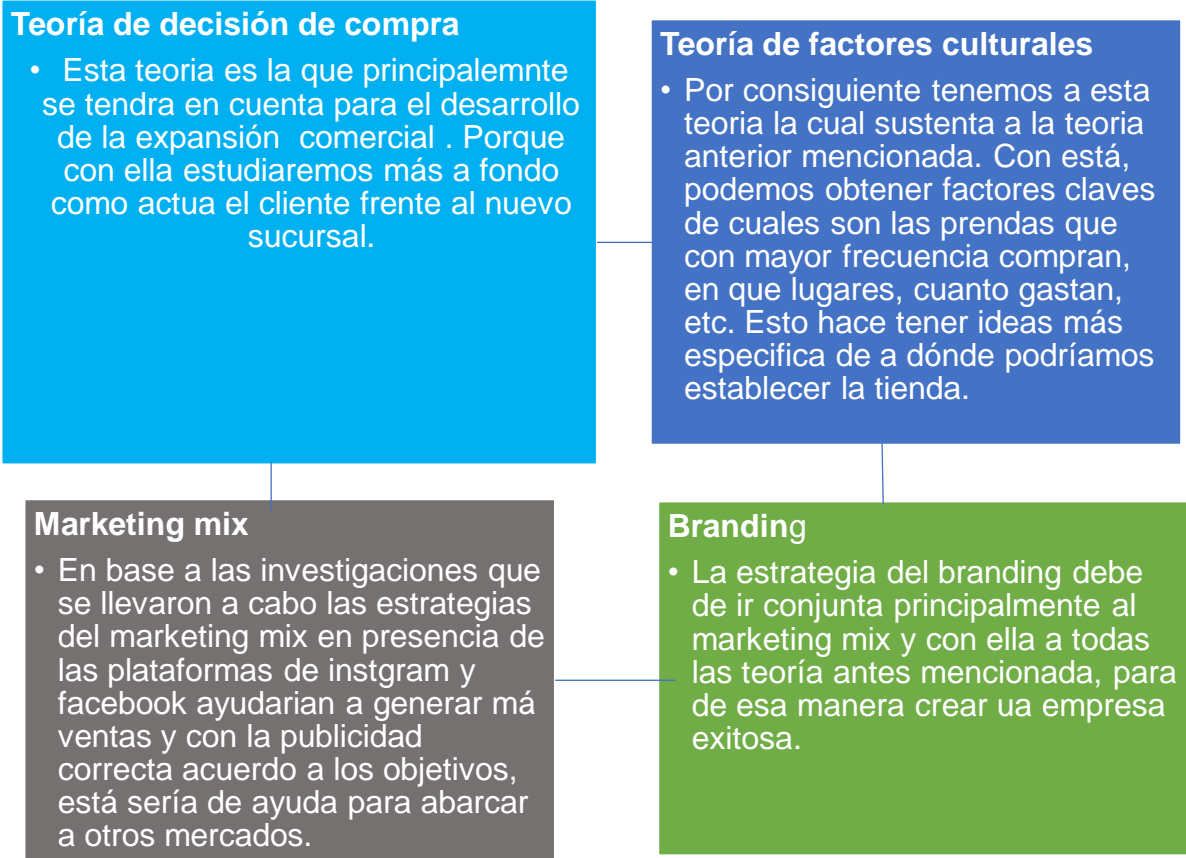 Teoría de decisión de compra
• Esta teoria es la que principalemnte
se tendra en cuenta para el desarrollo
de la expansión comercial . Porque
con ella estudiaremos más a fondo
como actua el cliente frente al nuevo
sucursal.
Teoría de factores culturales
• Por consiguiente tenemos a esta
teoria la cual sustenta a la teoria
anterior mencionada. Con está,
podemos obtener factores claves
de cuales son las prendas que
con mayor frecuencia compran,
en que lugares, cuanto gastan,
etc. Esto hace tener ideas más
especifica de a dónde podríamos
establecer la tienda.
Marketing mix
• En base a las investigaciones que
se llevaron a cabo las estrategias
del marketing mix en presencia de
las plataformas de instgram y
facebook ayudarian a generar má
ventas y con la publicidad
correcta acuerdo a los objetivos,
está sería de ayuda para abarcar
a otros mercados.
Branding
• La estrategia del branding debe
de ir conjunta principalmente al
marketing mix y con ella a todas
las teoría antes mencionada, para
de esa manera crear ua empresa
exitosa.